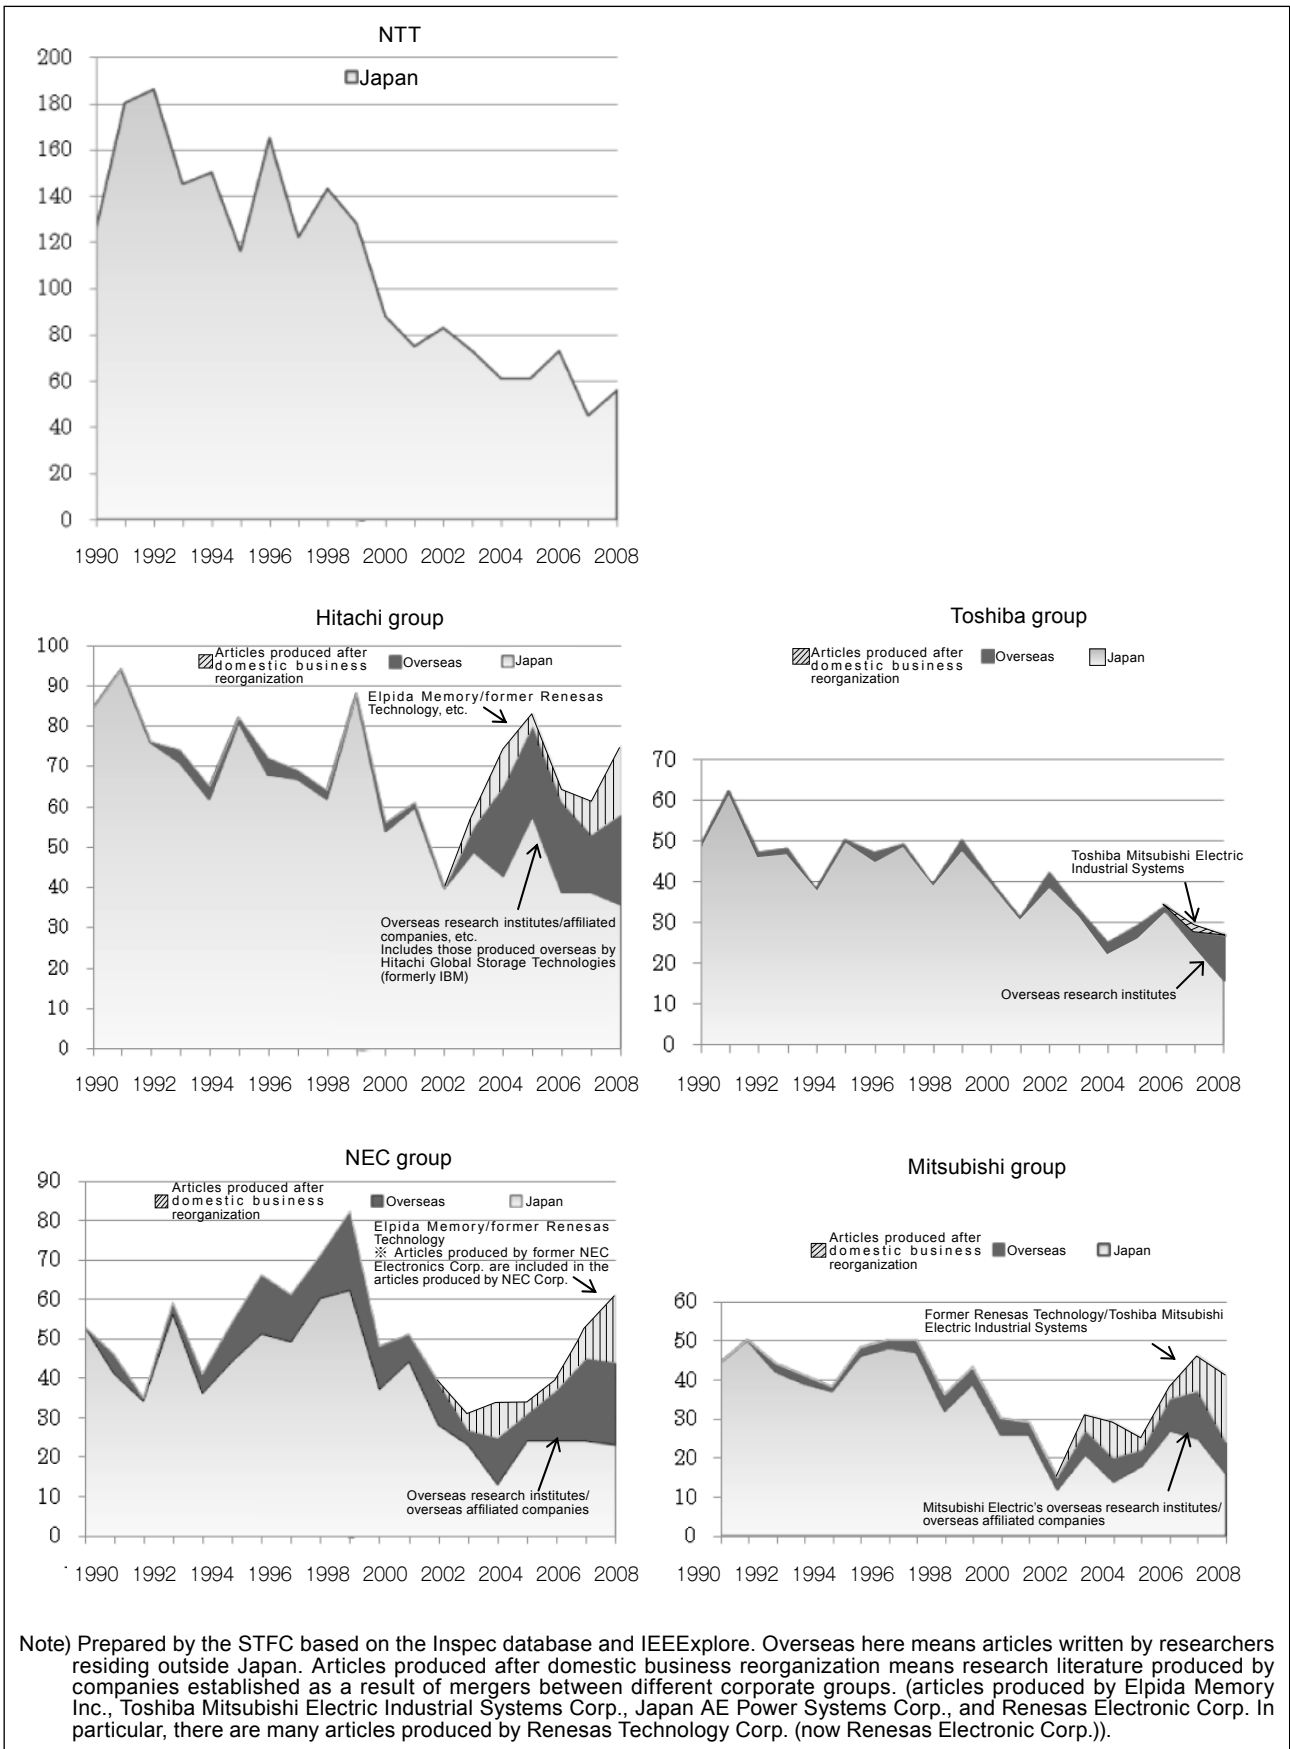 NTT
Japan
200
180
160
140
120
100
80
60
40
20
0
1990 1992 1994 1996 1998 2000 2002 2004 2006 2008
Hitachi group
Articles produced after
domestic business
reorganization
Overseas
Japan
Elpida Memory/former Renesas
Technology, etc.
100
90
80
70
60
50
40
30
20
10
0
Overseas research institutes/affiliated
companies, etc.
Includes those produced overseas by
Hitachi Global Storage Technologies
(formerly IBM)
1990 1992 1994 1996 1998 2000 2002 2004 2006 2008
Toshiba group
Articles produced after
domestic business
reorganization
Overseas
Japan
70
60
50
40
30
20
10
0
Toshiba Mitsubishi Electric
Industrial Systems
Overseas research institutes
1990 1992 1994 1996 1998 2000 2002 2004 2006 2008
NEC group
Articles produced after
domestic business
reorganization
Overseas
Japan
Elpida Memory/former Renesas
Technology
※ Articles produced by former NEC
Electronics Corp. are included in the
articles produced by NEC Corp.
90
80
70
60
50
40
30
20
10
0
Overseas research institutes/
overseas affiliated companies
1990 1992 1994 1996 1998 2000 2002 2004 2006 2008
Mitsubishi group
Articles produced after
domestic business
reorganization
Overseas
Japan
60
50
40
30
20
10
0
Former Renesas Technology/Toshiba Mitsubishi
Electric Industrial Systems
Mitsubishi Electric's overseas research institutes/
overseas affiliated companies
1990 1992 1994 1996 1998 2000 2002 2004 2006 2008
Note) Prepared by the STFC based on the Inspec database and IEEExplore. Overseas here means articles written by researchers
residing outside Japan. Articles produced after domestic business reorganization means research literature produced by
companies established as a result of mergers between different corporate groups. (articles produced by Elpida Memory
Inc., Toshiba Mitsubishi Electric Industrial Systems Corp., Japan AE Power Systems Corp., and Renesas Electronic Corp. In
particular, there are many articles produced by Renesas Technology Corp. (now Renesas Electronic Corp.)).